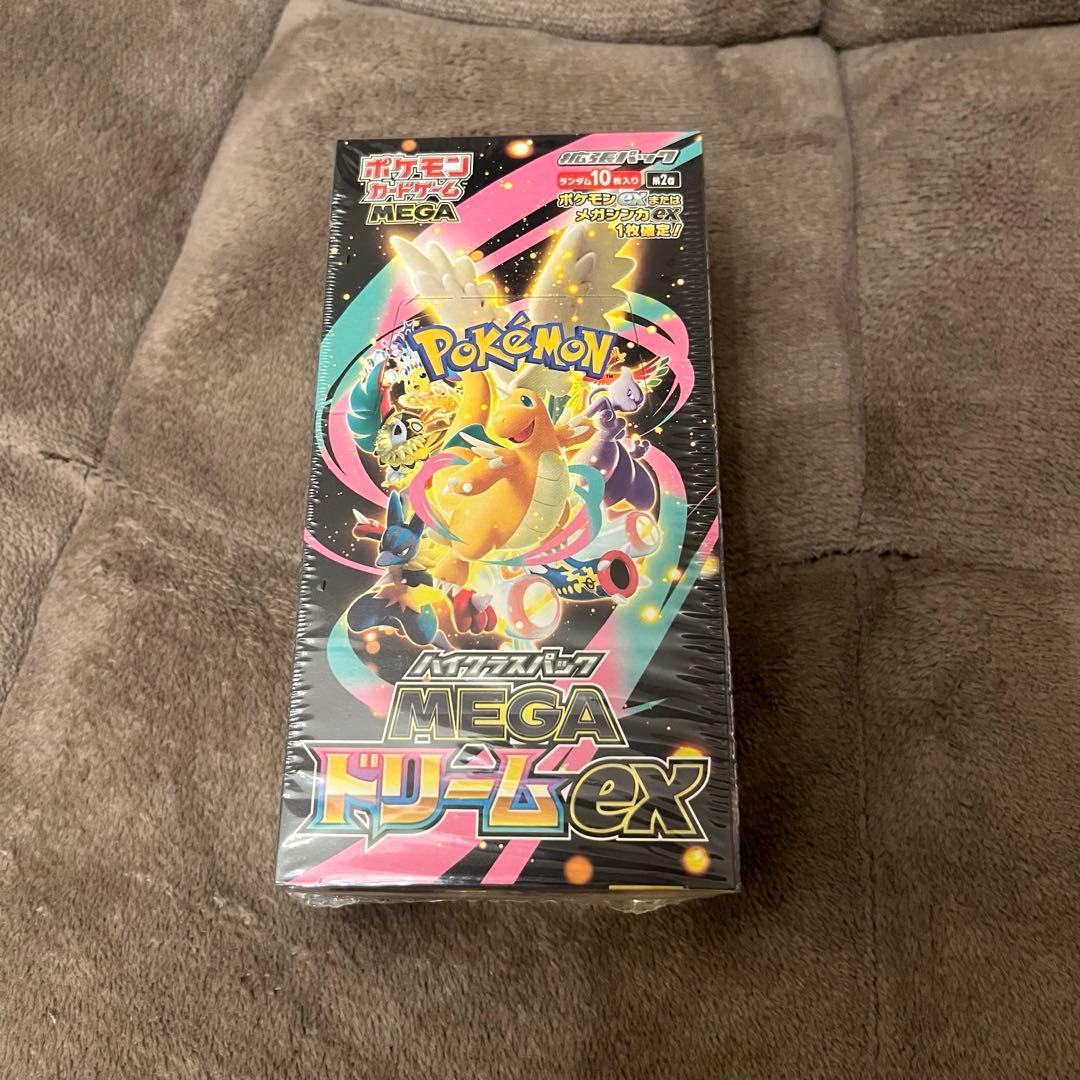 ポケモン
カードゲーム
MEGA
拡張パック
ランダム10枚入り m2a
ポケモンexまたは
メガシンカex
1枚確定!
POKéMON
TM
ハイクラスパック
MEGA
ドリームex